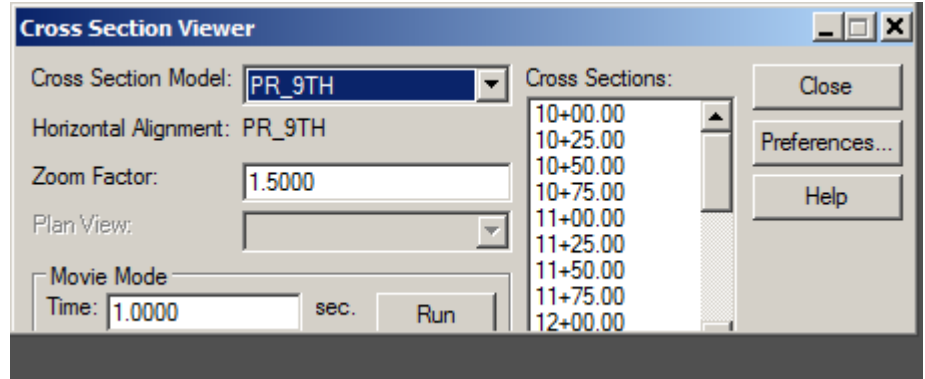 Cross Section Viewer
Cross Section Model: PR_9TH
Horizontal Alignment: PR_9TH
Zoom Factor: 1.5000
Plan View:
Movie Mode
Time: 1.0000 sec. Run
Cross Sections:
10+00.00
10+25.00
10+50.00
10+75.00
11+00.00
11+25.00
11+50.00
11+75.00
12+00.00
Close
Preferences...
Help